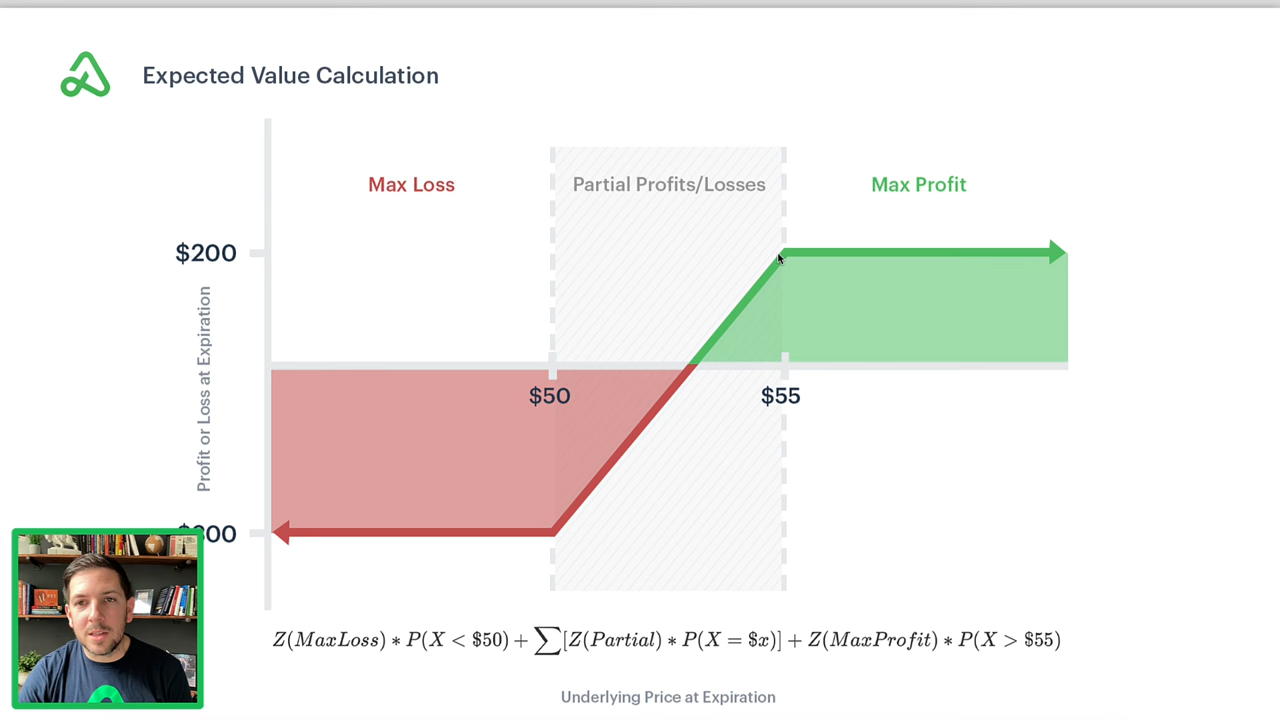 Expected Value Calculation
Max Loss
Partial Profits/Losses
Max Profit
$200
Profit or Loss at Expiration
$50
$55
Z(MaxLoss) ∗ P(X < $50) + ∑[Z(Partial) ∗ P(X = $x)] + Z(MaxProfit) ∗ P(X > $55)
Underlying Price at Expiration